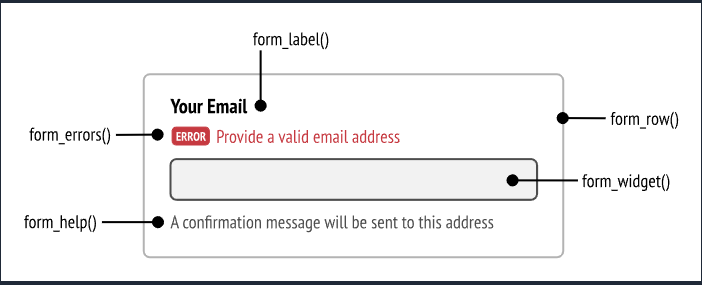 form_label()
Your Email
form_errors()
ERROR Provide a valid email address
form_row()
form_widget()
form_help()
A confirmation message will be sent to this address